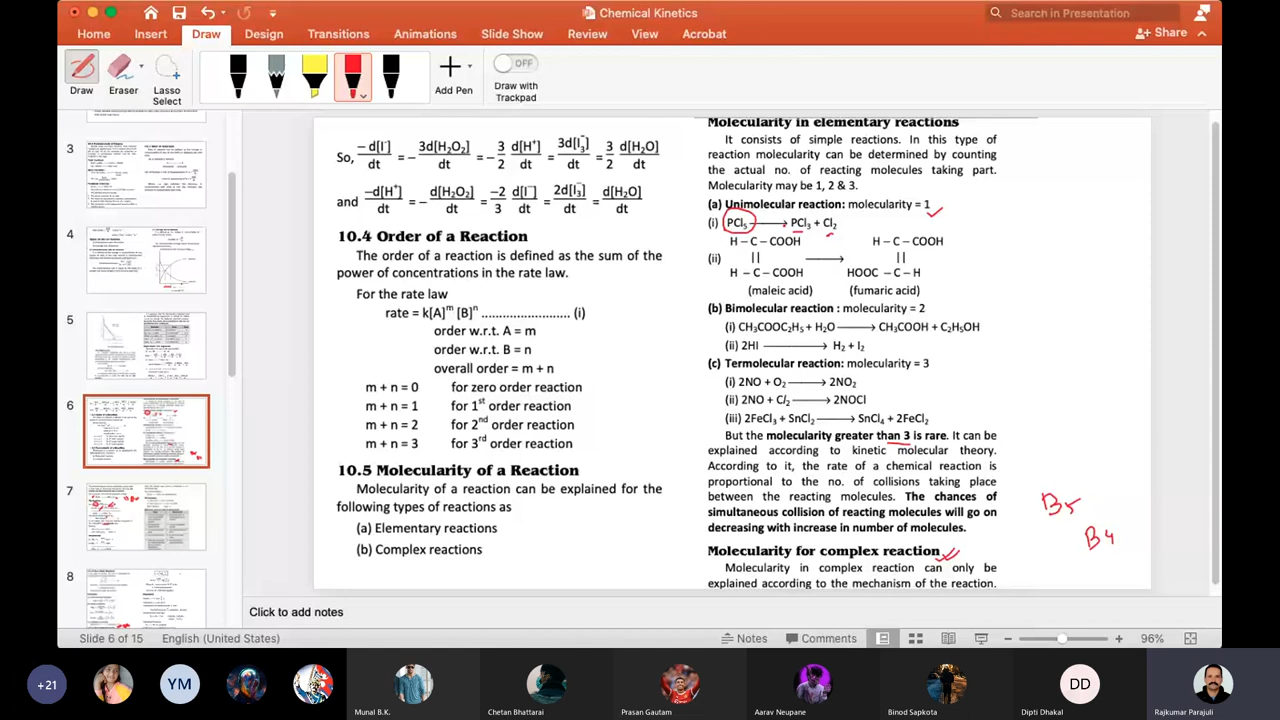 Chemical Kinetics
Search in Presentation
Home Insert Draw Design Transitions Animations Slide Show Review View Acrobat
Share
OFF
Draw Eraser Lasso Select Add Pen Draw with Trackpad
3
4
5
6
7
8
So, −d[I⁻]/dt = − 3d[H₂O₂]/dt = − 3/2 d[H⁺]/dt = 3d[I₃⁻]/dt = 3/2 d[H₂O]/dt
and −d[H⁺]/dt = − d[H₂O₂]/dt = −2/3 d[I⁻]/dt = 2d[I₃⁻]/dt = d[H₂O]/dt
10.4 Order of Reaction
The order of a reaction is defined as the sum of the
power of concentrations in the rate law.
For the rate law
rate = k[A]ᵐ [B]ⁿ .......................... (i)
order w.r.t. A = m
order w.r.t. B = n
overall order = m + n
m + n = 0 for zero order reaction
m + n = 1 for 1st order reaction
m + n = 2 for 2nd order reaction
m + n = 3 for 3rd order reaction
10.5 Molecularity of a Reaction
Molecularity of a reaction can be explained for the
following types of reactions as
(a) Elemenry reactions
(b) Complex reactions
Molecularity in elementary reactions
It consists of simple reactions. In this type of
reaction molecularity can be determined by counting
the actual no. of reacting molecules taking part.
Molecularity may be 1, 2 & 3.
(a) Unimolecular reaction: molecularity = 1
(i) PCl₅ ⟶ PCl₃ + Cl₂
H – C – COOH H – C – COOH
(ii) || ⟶ ||
H – C – COOH HOOC – C – H
(maleic acid) (fumaric acid)
(b) Bimolecular reaction : molecularity = 2
(i) CH₃COOC₂H₅ + H₂O ⟶ CH₃COOH + C₂H₅OH
(ii) 2HI ⟶ H₂ + I₂
(c) Termolecular reaction: molecularity = 3
(i) 2NO + O₂ ⟶ 2NO₂
(ii) 2NO + Cl₂ ⟶ 2NOCl
(iii) 2FeCl₃ + SnCl₂ ⟶ SnCl₄ + 2FeCl₂
But the molecularity greater than 3 is rare. It can be
explained according to kinetic molecular theory.
According to it, the rate of a chemical reaction is
proportional to the no. of collisions taking place
between the reacting molecules. The changes of
simultaneous collision of reacting molecules will go on
decreasing with increase in number of molecules.
B5
B4
Molecularity for complex reaction
Molecularity in complex reaction can only be
explained according to the mechanism of the reaction.
Click to add notes
Slide 6 of 15 English (United States) Notes Comments 96%
+21 YM DD
Munal B.K. Chetan Bhattarai Prasan Gautam Aarav Neupane Binod Sapkota Dipti Dhakal Rajkumar Parajuli